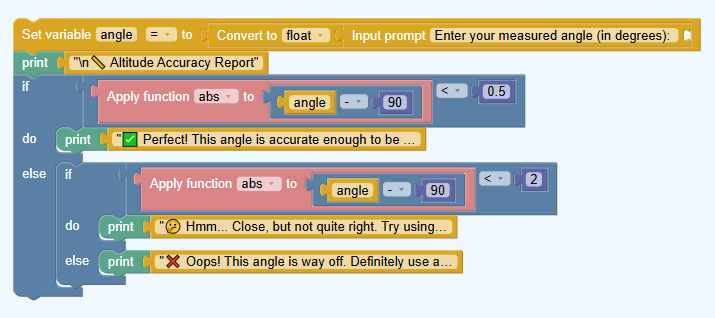 Set variable angle = to Convert to float Input prompt Enter your measured angle (in degrees):
print "\n📏 Altitude Accuracy Report"
if Apply function abs to angle - 90 < 0.5
do print "✅ Perfect! This angle is accurate enough to be ...
else if Apply function abs to angle - 90 < 2
do print "🤔 Hmm... Close, but not quite right. Try using...
else print "❌ Oops! This angle is way off. Definitely use a...